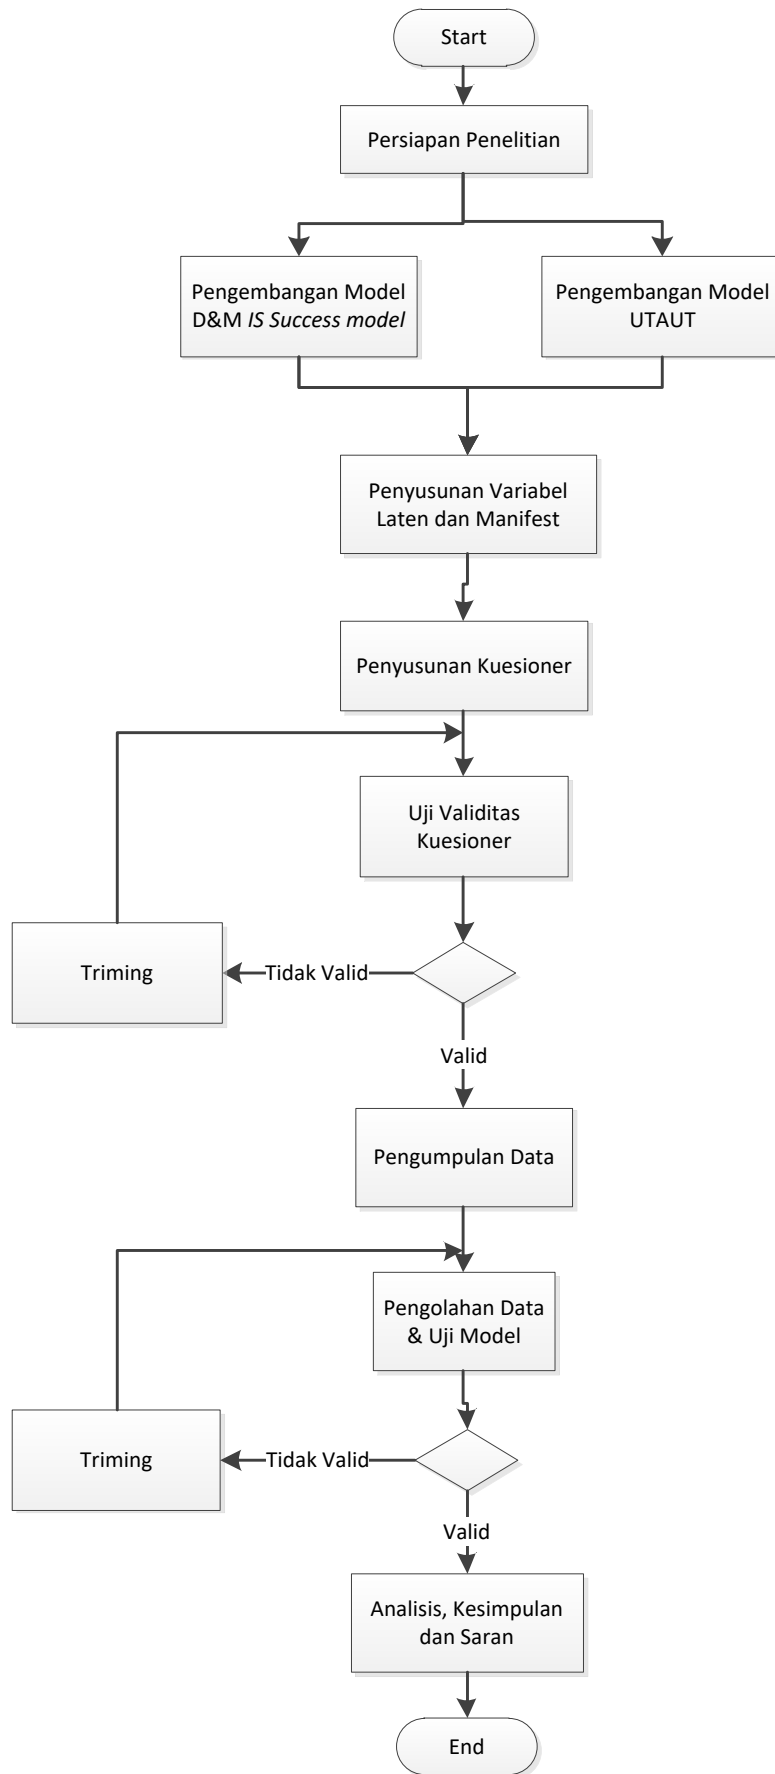 Start
Persiapan Penelitian
Pengembangan Model
D&M IS Success model
Pengembangan Model
UTAUT
Penyusunan Variabel
Laten dan Manifest
Penyusunan Kuesioner
Uji Validitas
Kuesioner
Triming
Tidak Valid
Valid
Pengumpulan Data
Pengolahan Data
& Uji Model
Triming
Tidak Valid
Valid
Analisis, Kesimpulan
dan Saran
End